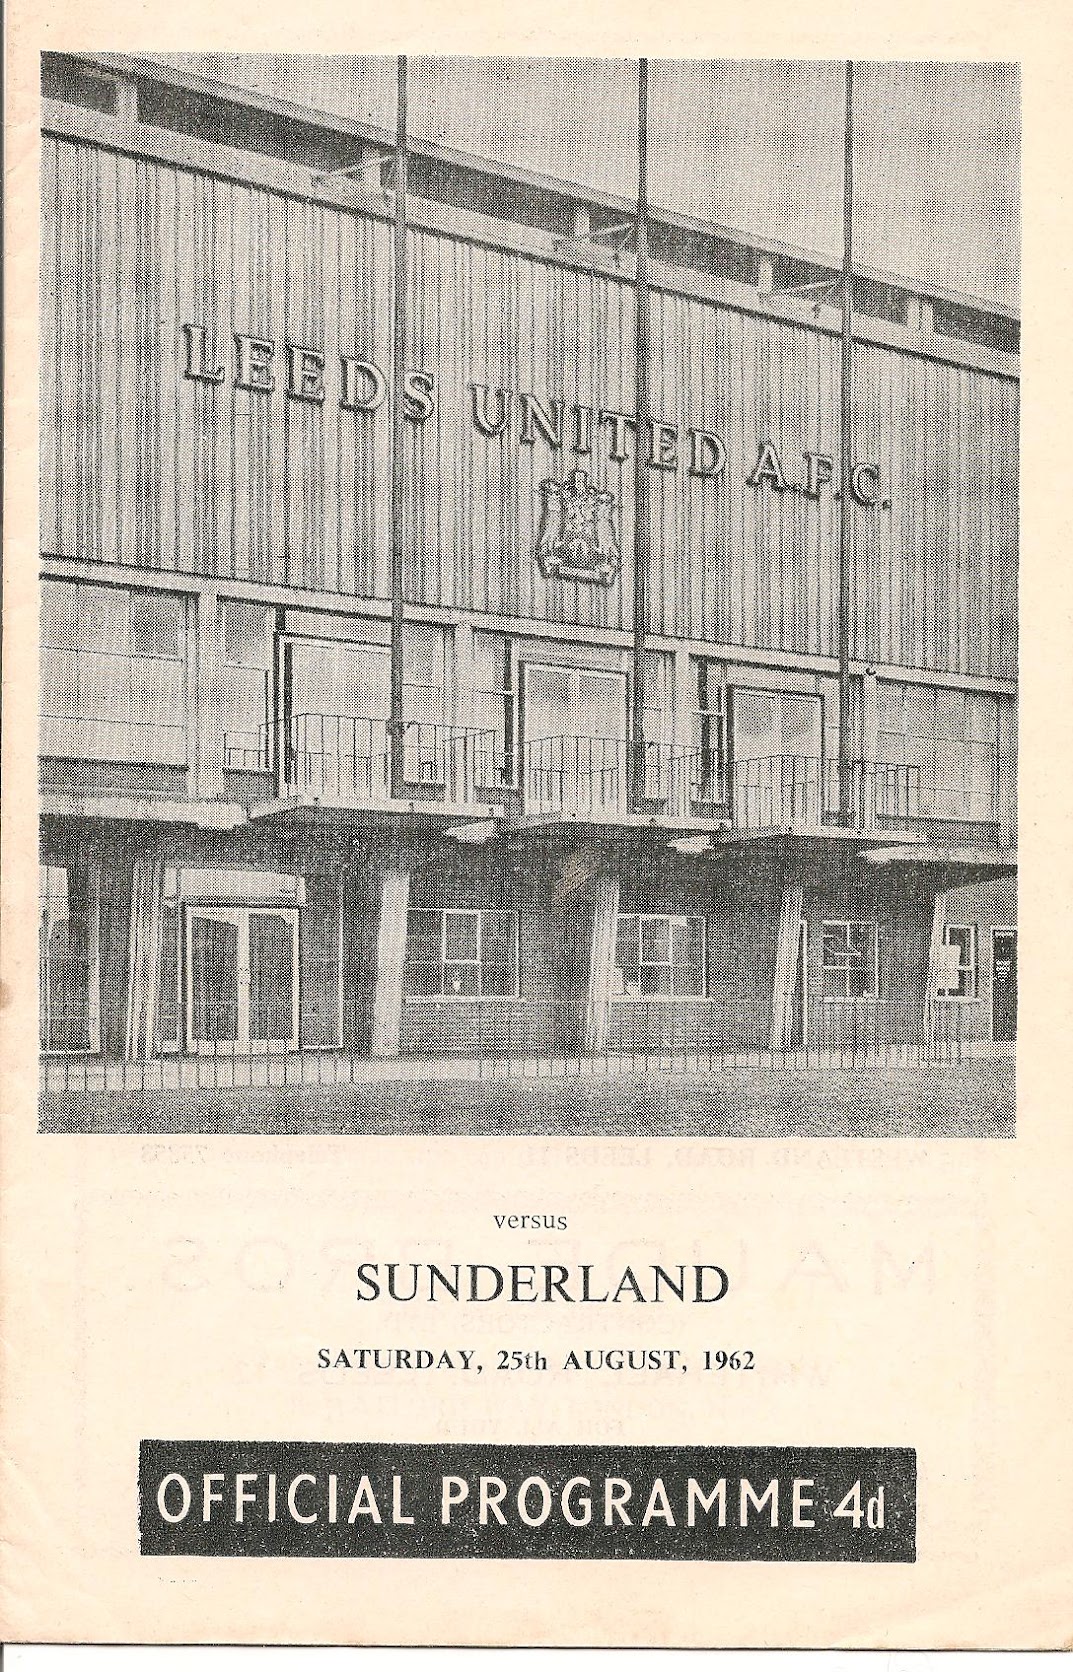 LEEDS UNITED A.F.C.
versus
SUNDERLAND
SATURDAY, 25th AUGUST, 1962
OFFICIAL PROGRAMME 4d